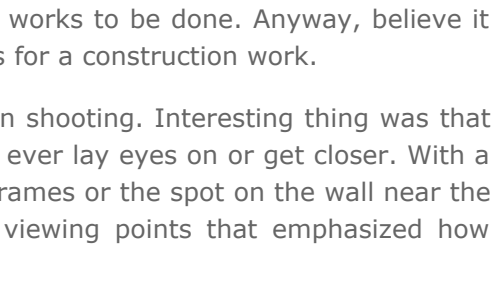 works to be done. Anyway, believe it
s for a construction work.
n shooting. Interesting thing was that
ever lay eyes on or get closer. With a
rames or the spot on the wall near the
viewing points that emphasized how